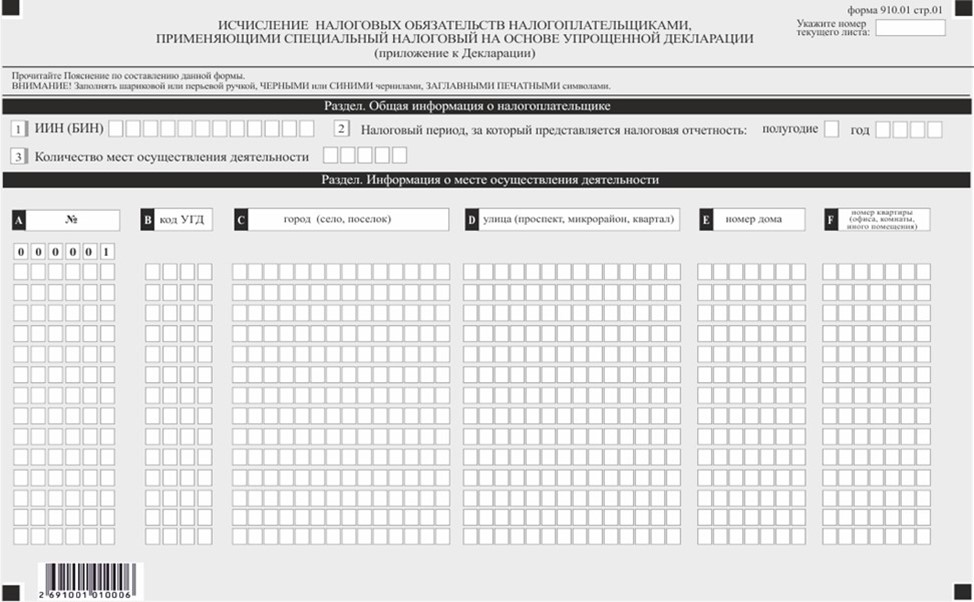 форма 910.01 стр.01
ИСЧИСЛЕНИЕ НАЛОГОВЫХ ОБЯЗАТЕЛЬСТВ НАЛОГОПЛАТЕЛЬЩИКАМИ,
ПРИМЕНЯЮЩИМИ СПЕЦИАЛЬНЫЙ НАЛОГОВЫЙ НА ОСНОВЕ УПРОЩЕННОЙ ДЕКЛАРАЦИИ
(приложение к Декларации)
Укажите номер
текущего листа:
Прочитайте Пояснение по составлению данной формы.
ВНИМАНИЕ! Заполнять шариковой или перьевой ручкой, ЧЕРНЫМИ или СИНИМИ чернилами, ЗАГЛАВНЫМИ ПЕЧАТНЫМИ символами.
Раздел. Общая информация о налогоплательщике
1 ИИН (БИН) 2 Налоговый период, за который представляется налоговая отчетность: полугодие год
3 Количество мест осуществления деятельности
Раздел. Информация о месте осуществления деятельности
A № B код УГД C город (село, поселок) D улица (проспект, микрорайон, квартал) E номер дома F номер квартиры
(офиса, комнаты,
иного помещения)
0 0 0 0 0 1
2 691001 010006